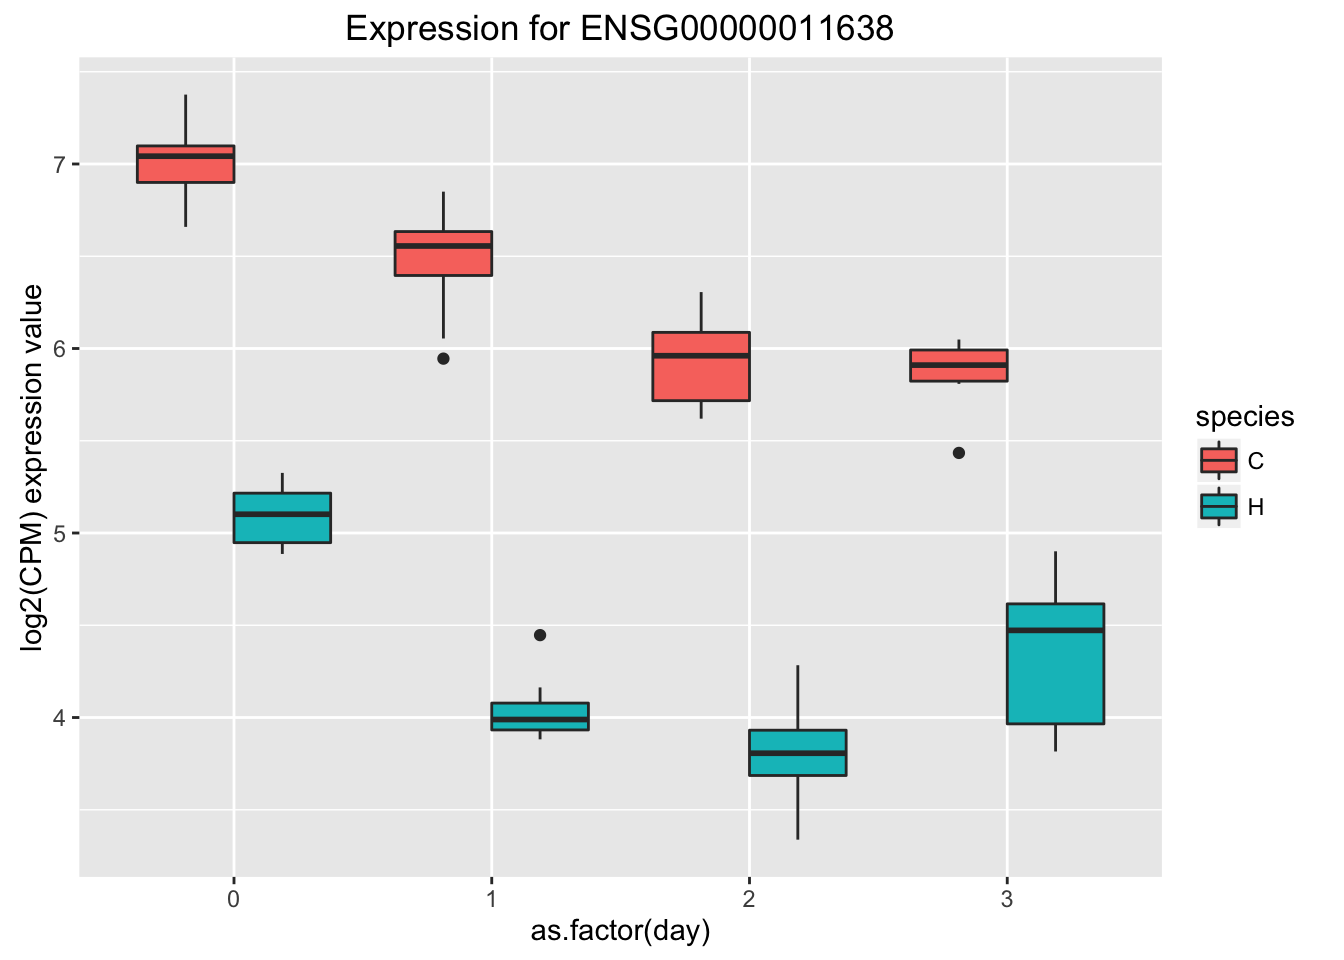 Expression for ENSG00000011638
log2(CPM) expression value
7
6
5
4
0
1
2
3
as.factor(day)
species
C
H